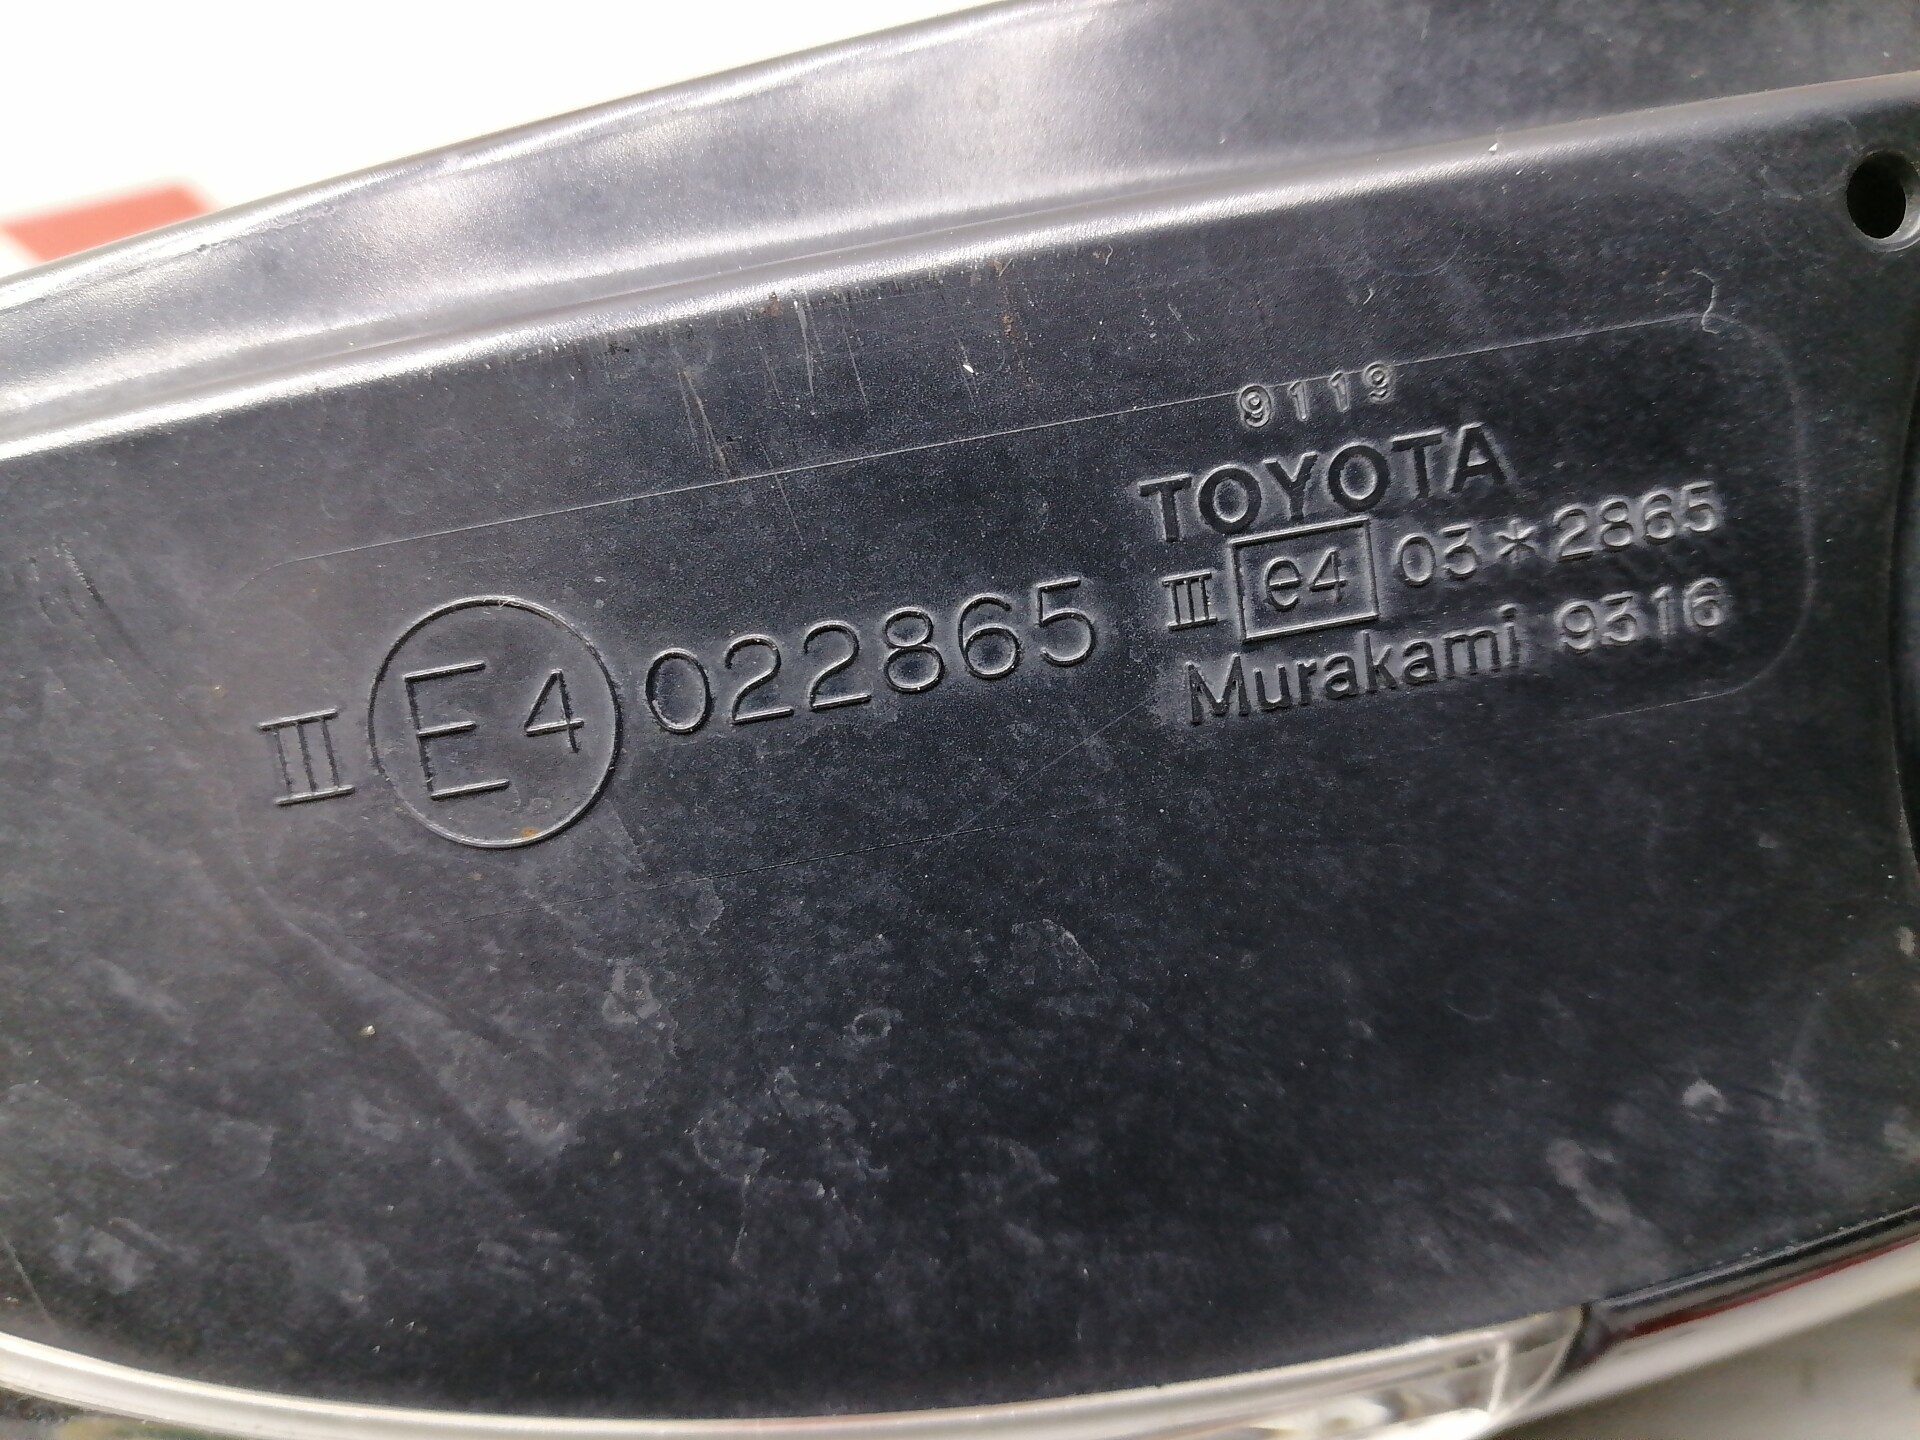 III E4 022865
9119
TOYOTA
III e4 03*2865
Murakami 9316